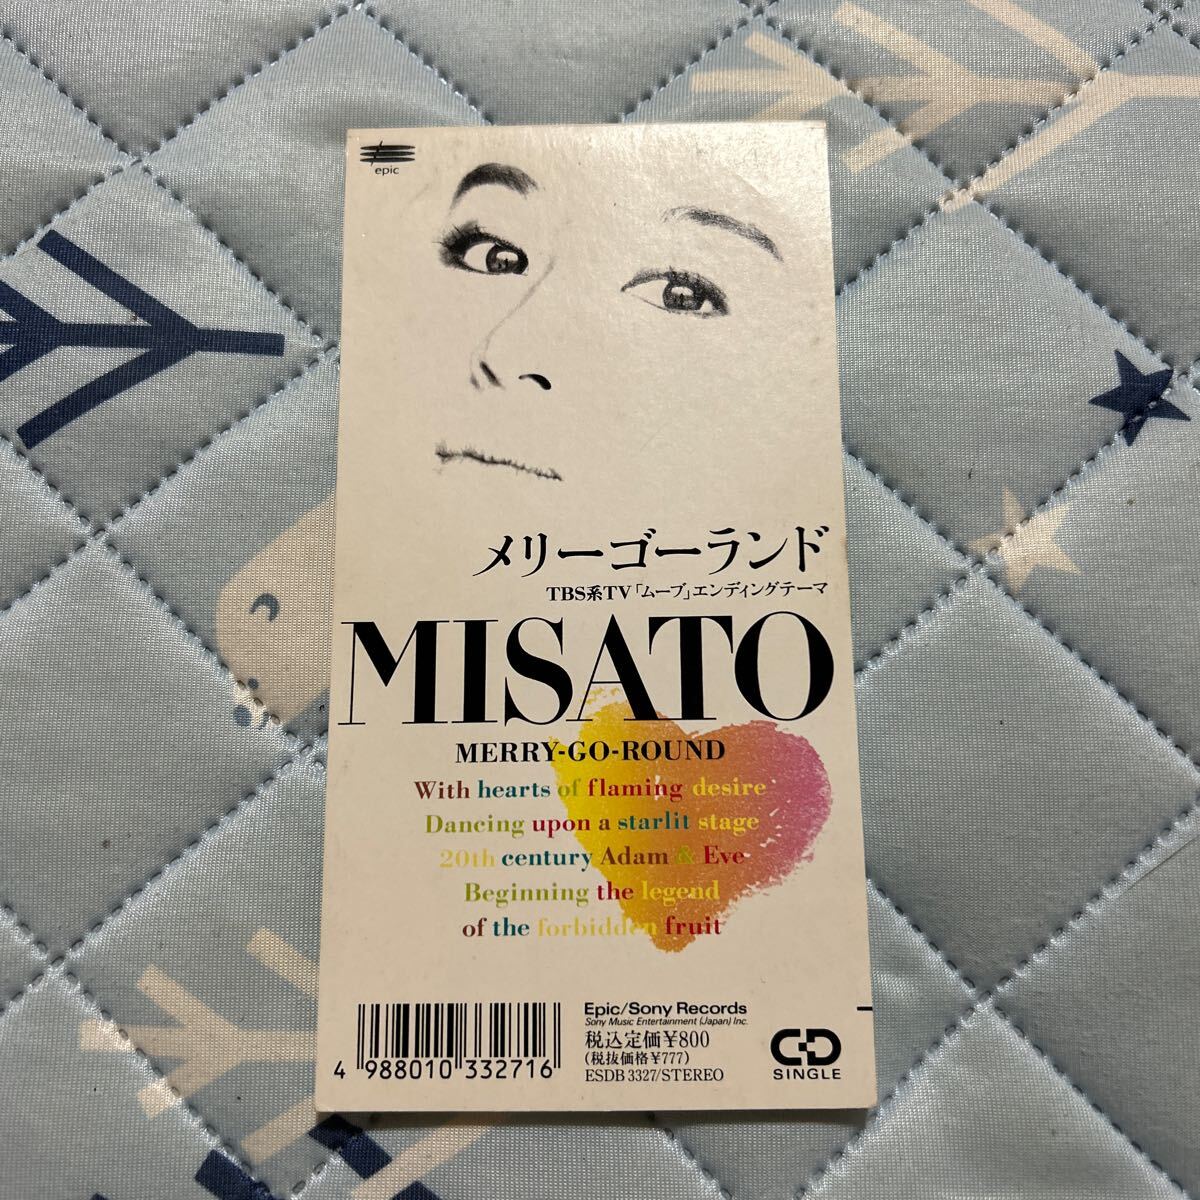 epic
メリーゴーランド
TBS系TV「ムーブ」エンディングテーマ
MISATO
MERRY-GO-ROUND
With hearts of flaming desire
Dancing upon a starlit stage
20th century Adam & Eve
Beginning the legend
of the forbidden fruit
4 988010 332716
Epic/Sony Records
Sony Music Entertainment (Japan) Inc.
税込定価¥800
(税抜価格¥777)
ESDB 3327/STEREO
CD
SINGLE